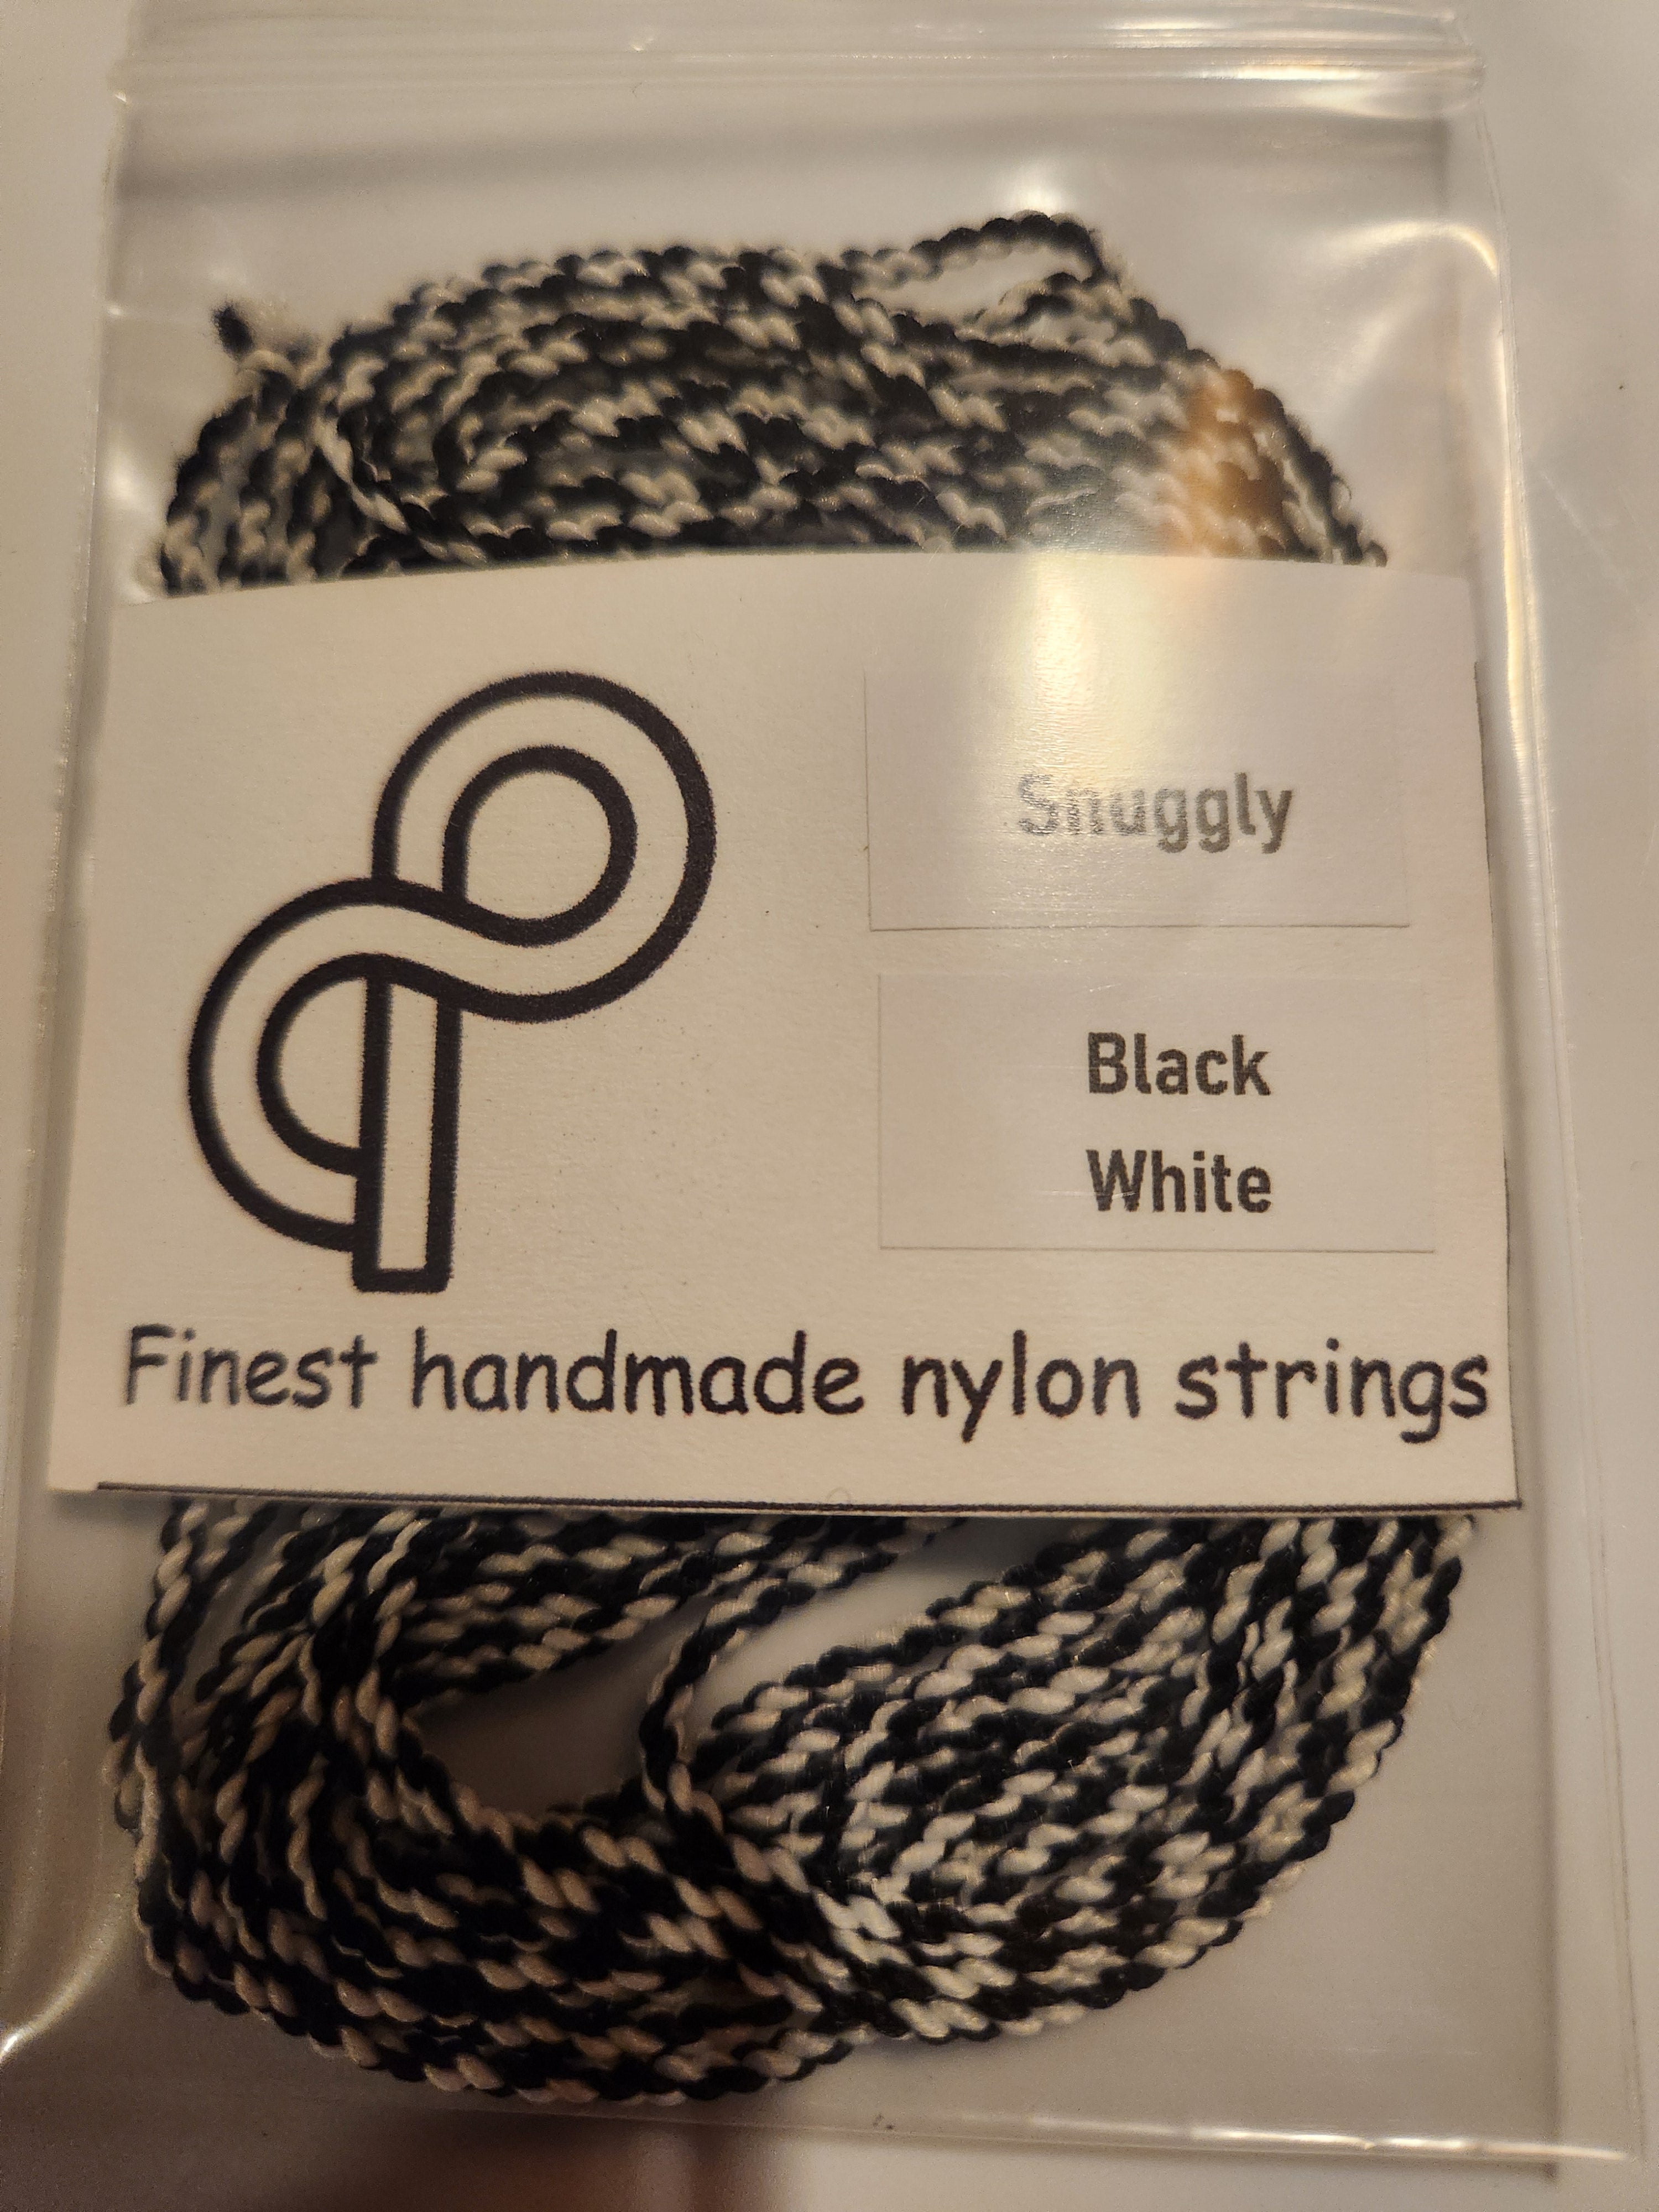 Snuggly
Black
White
Finest handmade nylon strings